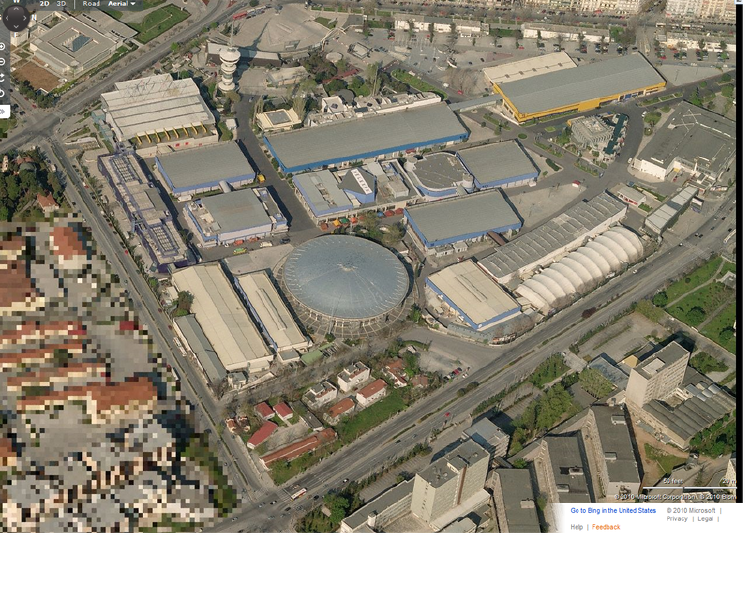 2D 3D Road Aerial
N
© 2010 Microsoft Corporation © 2010 Blom
Go to Bing in the United States © 2010 Microsoft |
Privacy | Legal |
Help | Feedback